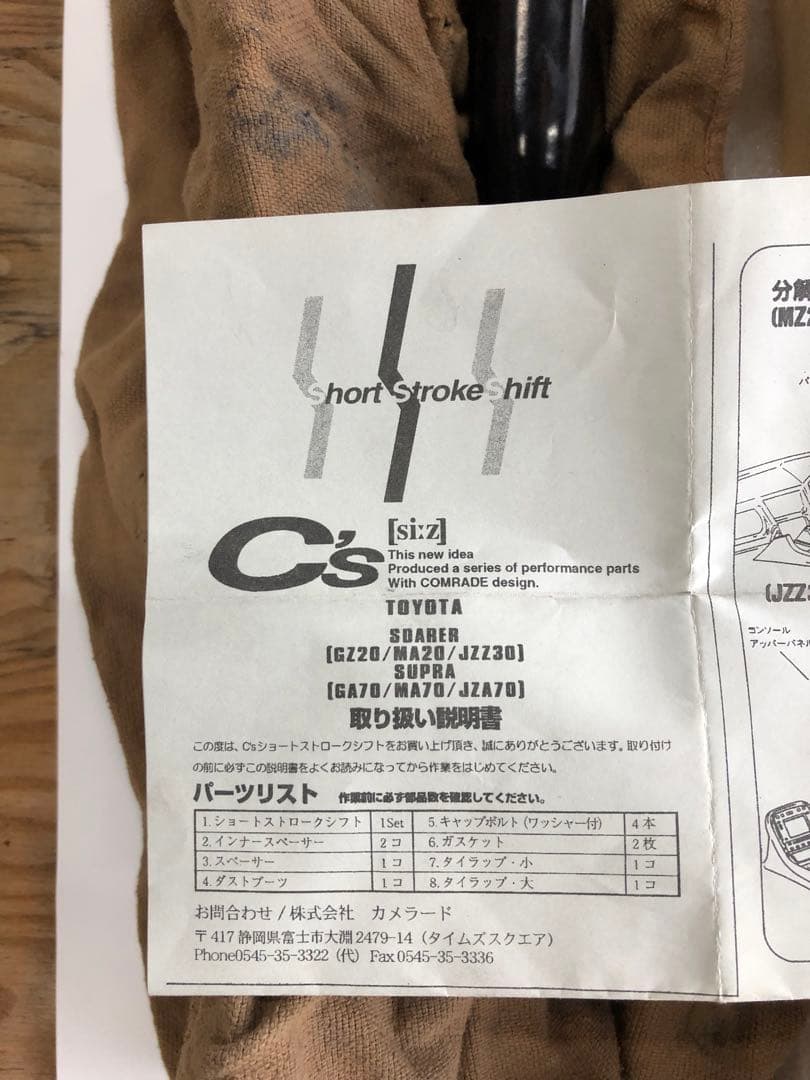 Short Stroke Shift
C's [si:z]
This new idea
Produced a series of performance parts
With COMRADE design.
TOYOTA
SOARER
(GZ20/MA20/JZZ30)
SUPRA
(GA70/MA70/JZA70)
取り扱い説明書
この度は、C'sショートストロークシフトをお買い上げ頂き、誠にありがとうございます。取り付け
の前に必ずこの説明書をよくお読みになってから作業をはじめてください。
パーツリスト 作業前に必ず部品数を確認してください。
1.ショートストロークシフト 1Set 5.キャップボルト(ワッシャー付) 4本
2.インナースペーサー 2コ 6.ガスケット 2枚
3.スペーサー 1コ 7.タイラップ・小 1コ
4.ダストブーツ 1コ 8.タイラップ・大 1コ
お問合わせ/株式会社 カメラード
〒417 静岡県富士市大淵2479-14(タイムズスクエア)
Phone0545-35-3322(代) Fax0545-35-3336
分解
(MZ2
(JZZ3
コンソール
アッパーパネル